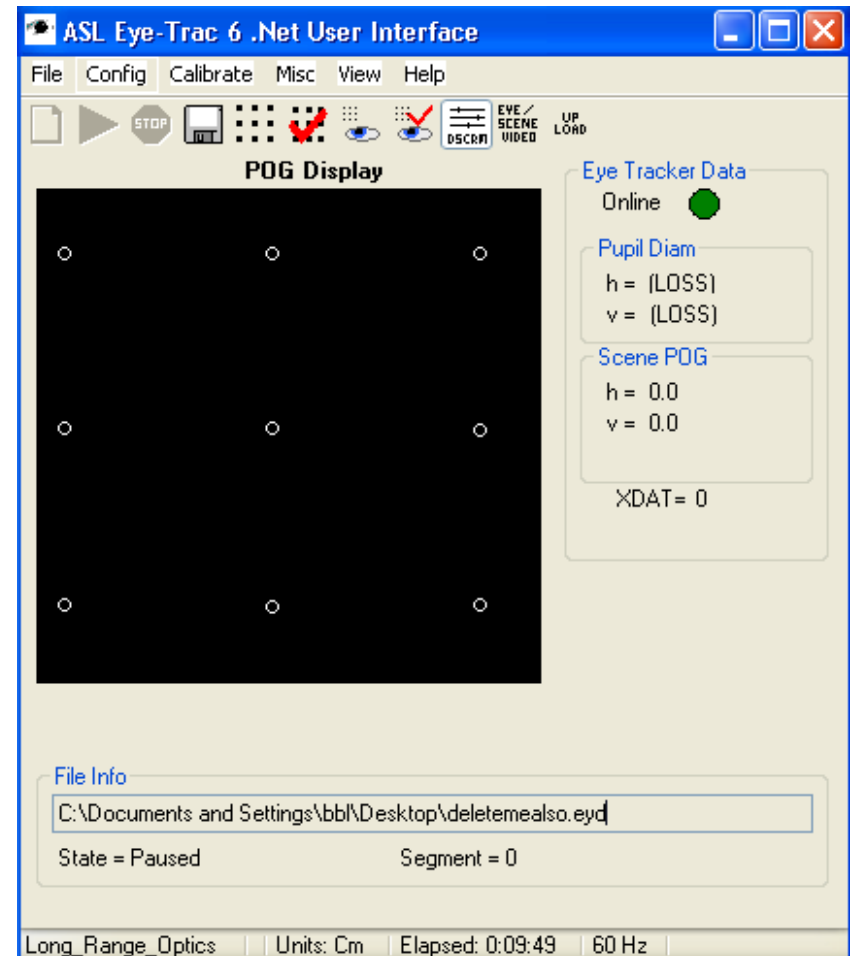 ASL Eye-Trac 6 .Net User Interface
File Config Calibrate Misc View Help
STOP
DSCRM
EYE/
SCENE
VIDEO
UP
LOAD
POG Display
Eye Tracker Data
Online
Pupil Diam
h = (LOSS)
v = (LOSS)
Scene POG
h = 0.0
v = 0.0
XDAT= 0
File Info
C:\Documents and Settings\bbl\Desktop\deletemealso.eyd
State = Paused Segment = 0
Long_Range_Optics Units: Cm Elapsed: 0:09:49 60 Hz